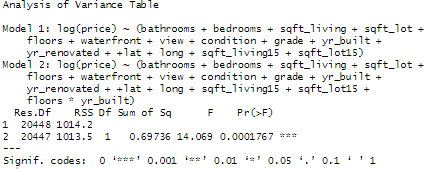 Analysis of Variance Table
Model 1: log(price) ~ (bathrooms + bedrooms + sqft_living + sqft_lot +
floors + waterfront + view + condition + grade + yr_built +
yr_renovated + +lat + long + sqft_living15 + sqft_lot15)
Model 2: log(price) ~ (bathrooms + bedrooms + sqft_living + sqft_lot +
floors + waterfront + view + condition + grade + yr_built +
yr_renovated + +lat + long + sqft_living15 + sqft_lot15 +
floors * yr_built)
Res.Df RSS Df Sum of Sq F Pr(>F)
1 20448 1014.2
2 20447 1013.5 1 0.69736 14.069 0.0001767 ***
---
Signif. codes: 0 ‘***’ 0.001 ‘**’ 0.01 ‘*’ 0.05 ‘.’ 0.1 ‘ ’ 1